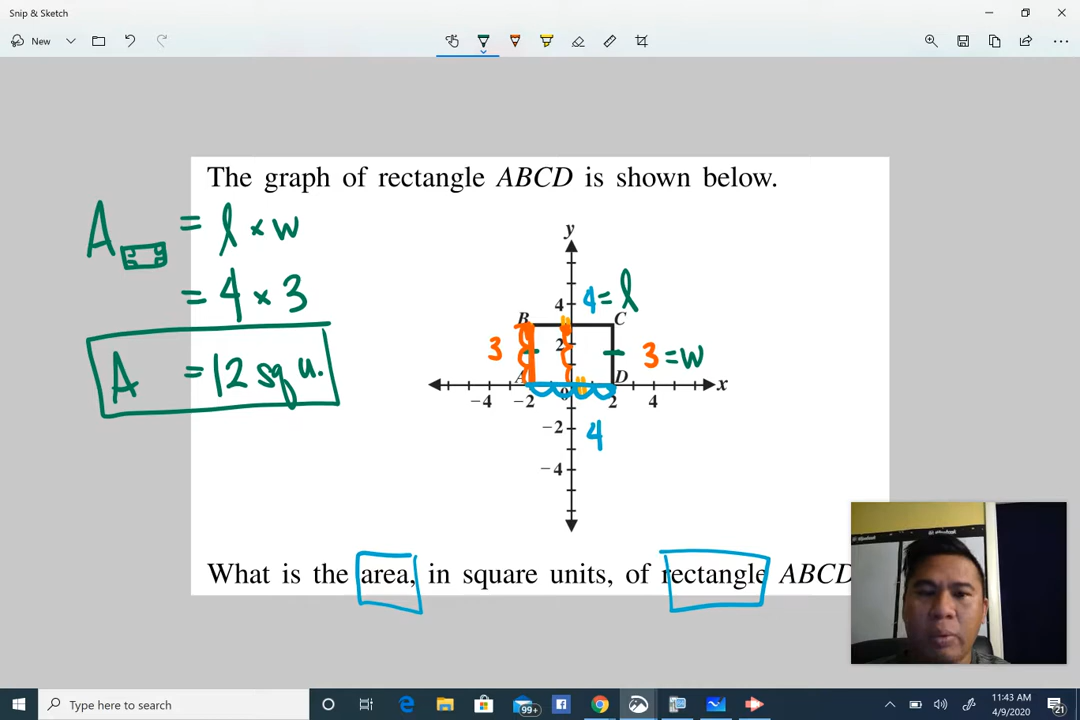 Snip & Sketch
New
The graph of rectangle ABCD is shown below.
A = l × w
= 4 × 3
A = 12 sq u.
y
4 4 = l
B C
3 2 3 = w
A D
−4 −2 0 2 4 x
−2 4
−4
What is the area, in square units, of rectangle ABCD
Type here to search
99+
11:43 AM
4/9/2020
21